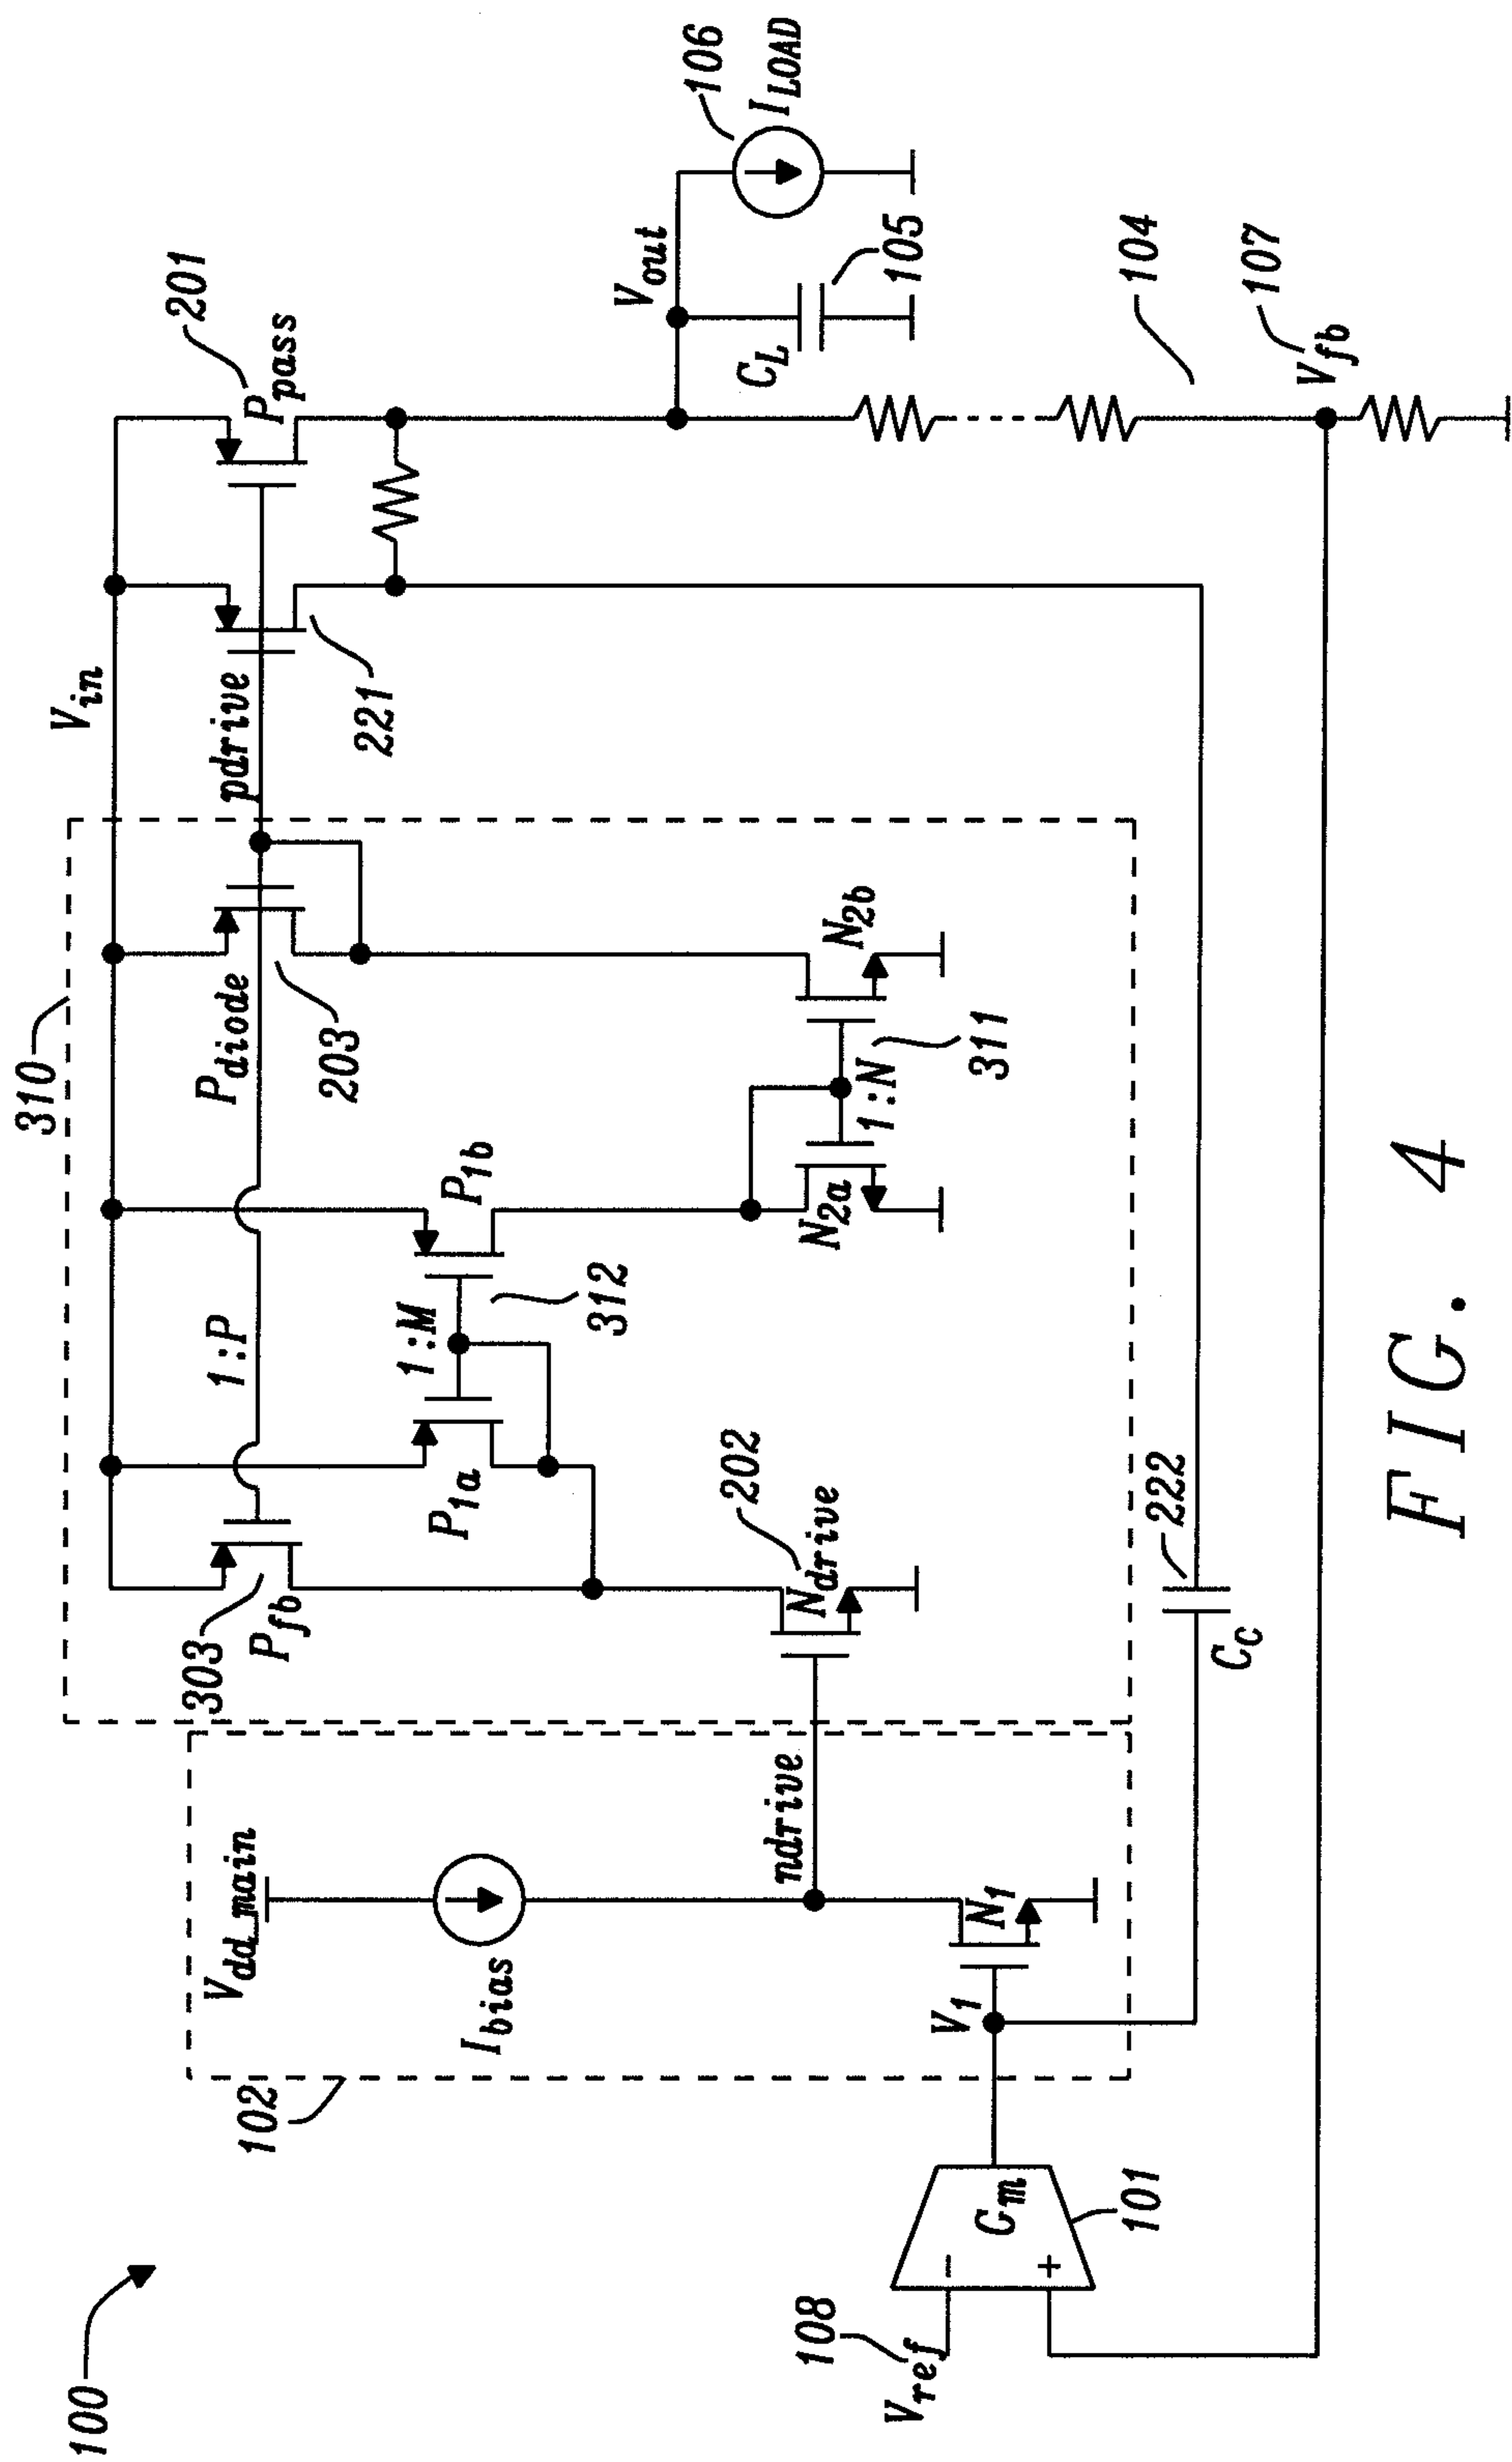 100
V_ref
108
-
+
G_m
101
102
V_dd_main
I_bias
V_1
N_1
ndrive
310
303
P_fb
1:P
P_1a
1:M
P_1b
312
202
N_drive
P_diode
203
N_2a
1:N
N_2b
311
V_in
pdrive
221
201
P_pass
C_c
222
V_out
C_L
105
106
I_LOAD
104
107
V_fb
FIG. 4